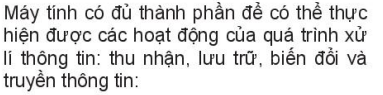 Máy tính có đủ thành phần để có thể thực
hiện được các hoạt động của quá trình xử
lí thông tin: thu nhận, lưu trữ, biến đổi và
truyền thông tin: